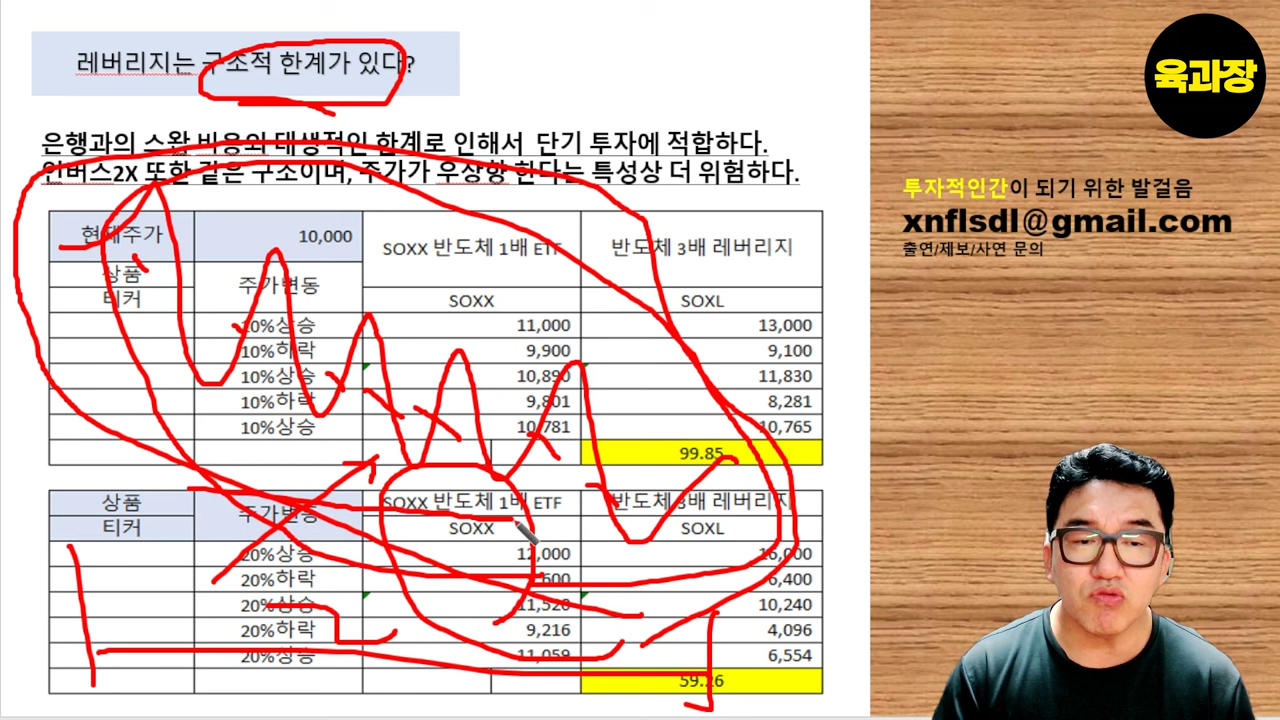 레버리지는 구조적 한계가 있다?
은행과의 스왑 비용와 태생적인 한계로 인해서 단기 투자에 적합하다.
인버스2X 또한 같은 구조이며, 주가가 우상향 한다는 특성상 더 위험하다.
현재주가 10,000 SOXX 반도체 1배 ETF 반도체 3배 레버리지
상품 주가변동
티커 SOXX SOXL
10%상승 11,000 13,000
10%하락 9,900 9,100
10%상승 10,890 11,830
10%하락 9,801 8,281
10%상승 10,781 10,765
99.85
상품 주가변동 SOXX 반도체 1배 ETF 반도체 3배 레버리지
티커 SOXX SOXL
20%상승 12,000 16,000
20%하락 600 6,400
20%상승 11,520 10,240
20%하락 9,216 4,096
20%상승 11,059 6,554
59.26
육과장
투자적인간이 되기 위한 발걸음
xnflsdl@gmail.com
출연/제보/사연 문의